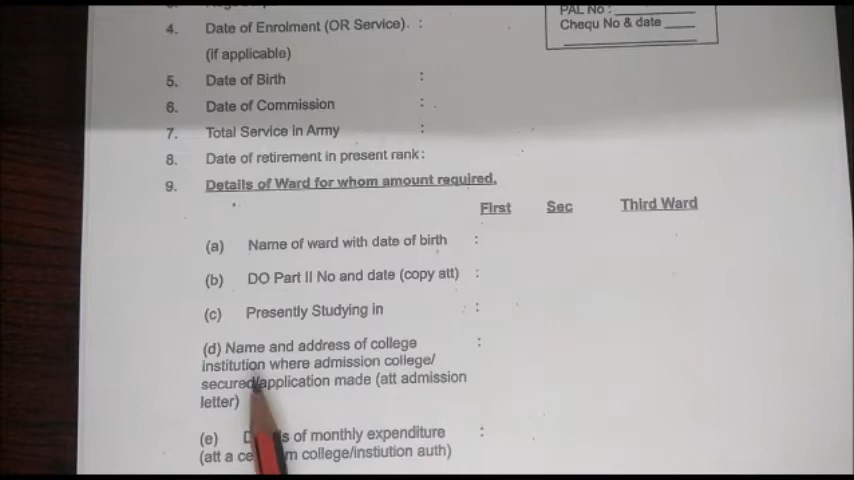 PAL No :
Chequ No & date
4. Date of Enrolment (OR Service). :
(if applicable)
5. Date of Birth :
6. Date of Commission :
7. Total Service in Army :
8. Date of retirement in present rank :
9. Details of Ward for whom amount required.
First Sec Third Ward
(a) Name of ward with date of birth :
(b) DO Part II No and date (copy att) :
(c) Presently Studying in :
(d) Name and address of college :
institution where admission college/
secured/application made (att admission
letter)
(e) of monthly expenditure :
(att a college/instiution auth)